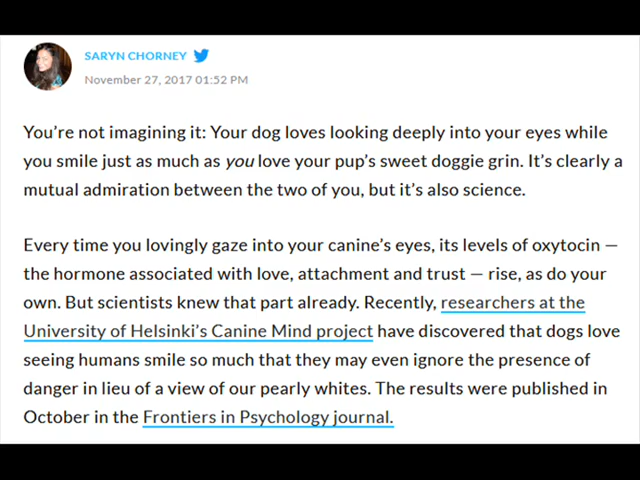 SARYN CHORNEY
November 27, 2017 01:52 PM
You're not imagining it: Your dog loves looking deeply into your eyes while
you smile just as much as you love your pup's sweet doggie grin. It's clearly a
mutual admiration between the two of you, but it's also science.
Every time you lovingly gaze into your canine's eyes, its levels of oxytocin —
the hormone associated with love, attachment and trust — rise, as do your
own. But scientists knew that part already. Recently, researchers at the
University of Helsinki's Canine Mind project have discovered that dogs love
seeing humans smile so much that they may even ignore the presence of
danger in lieu of a view of our pearly whites. The results were published in
October in the Frontiers in Psychology journal.